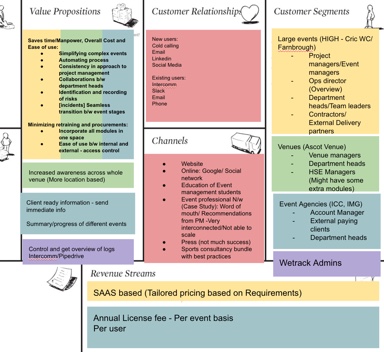 Value Propositions
Saves time/Manpower, Overall Cost and
Ease of use:
● Simplifying complex events
● Automating process
● Consistency in approach to
project management
● Collaborations b/w
department heads
● Identification and recording
of risks
● [incidents] Seamless
transition b/w event stages
Minimizing retraining and procurements:
● Incorporate all modules in
one space
● Ease of use b/w internal and
external - access control
Increased awareness across whole
venue (More location based)
Client ready information - send
immediate info
Summary/progress of different events
Control and get overview of logs
Intercomm/Pipedrive
Customer Relationships
New users:
Cold calling
Email
Linkedin
Social Media
Existing users:
Intercomm
Slack
Email
Phone
Channels
● Website
● Online: Google/ Social
network
● Education of Event
management students
● Event professional N/w
(Case Study): Word of
mouth/ Recommendations
from PM -Very
interconnected/Not able to
scale
● Press (not much success)
● Sports consultancy bundle
with best practices
Customer Segments
Large events (HIGH - Cric WC/
Farnbrough)
- Project
managers/Event
managers
- Ops director
(Overview)
- Department
heads/Team leaders
- Contractors/
External Delivery
partners
Venues (Ascot Venue)
- Venue managers
- Department heads
- HSE Managers
(Might have some
extra modules)
Event Agencies (ICC, IMG)
- Account Manager
- External paying
clients
- Department heads
Wetrack Admins
Revenue Streams
SAAS based (Tailored pricing based on Requirements)
Annual License fee - Per event basis
Per user